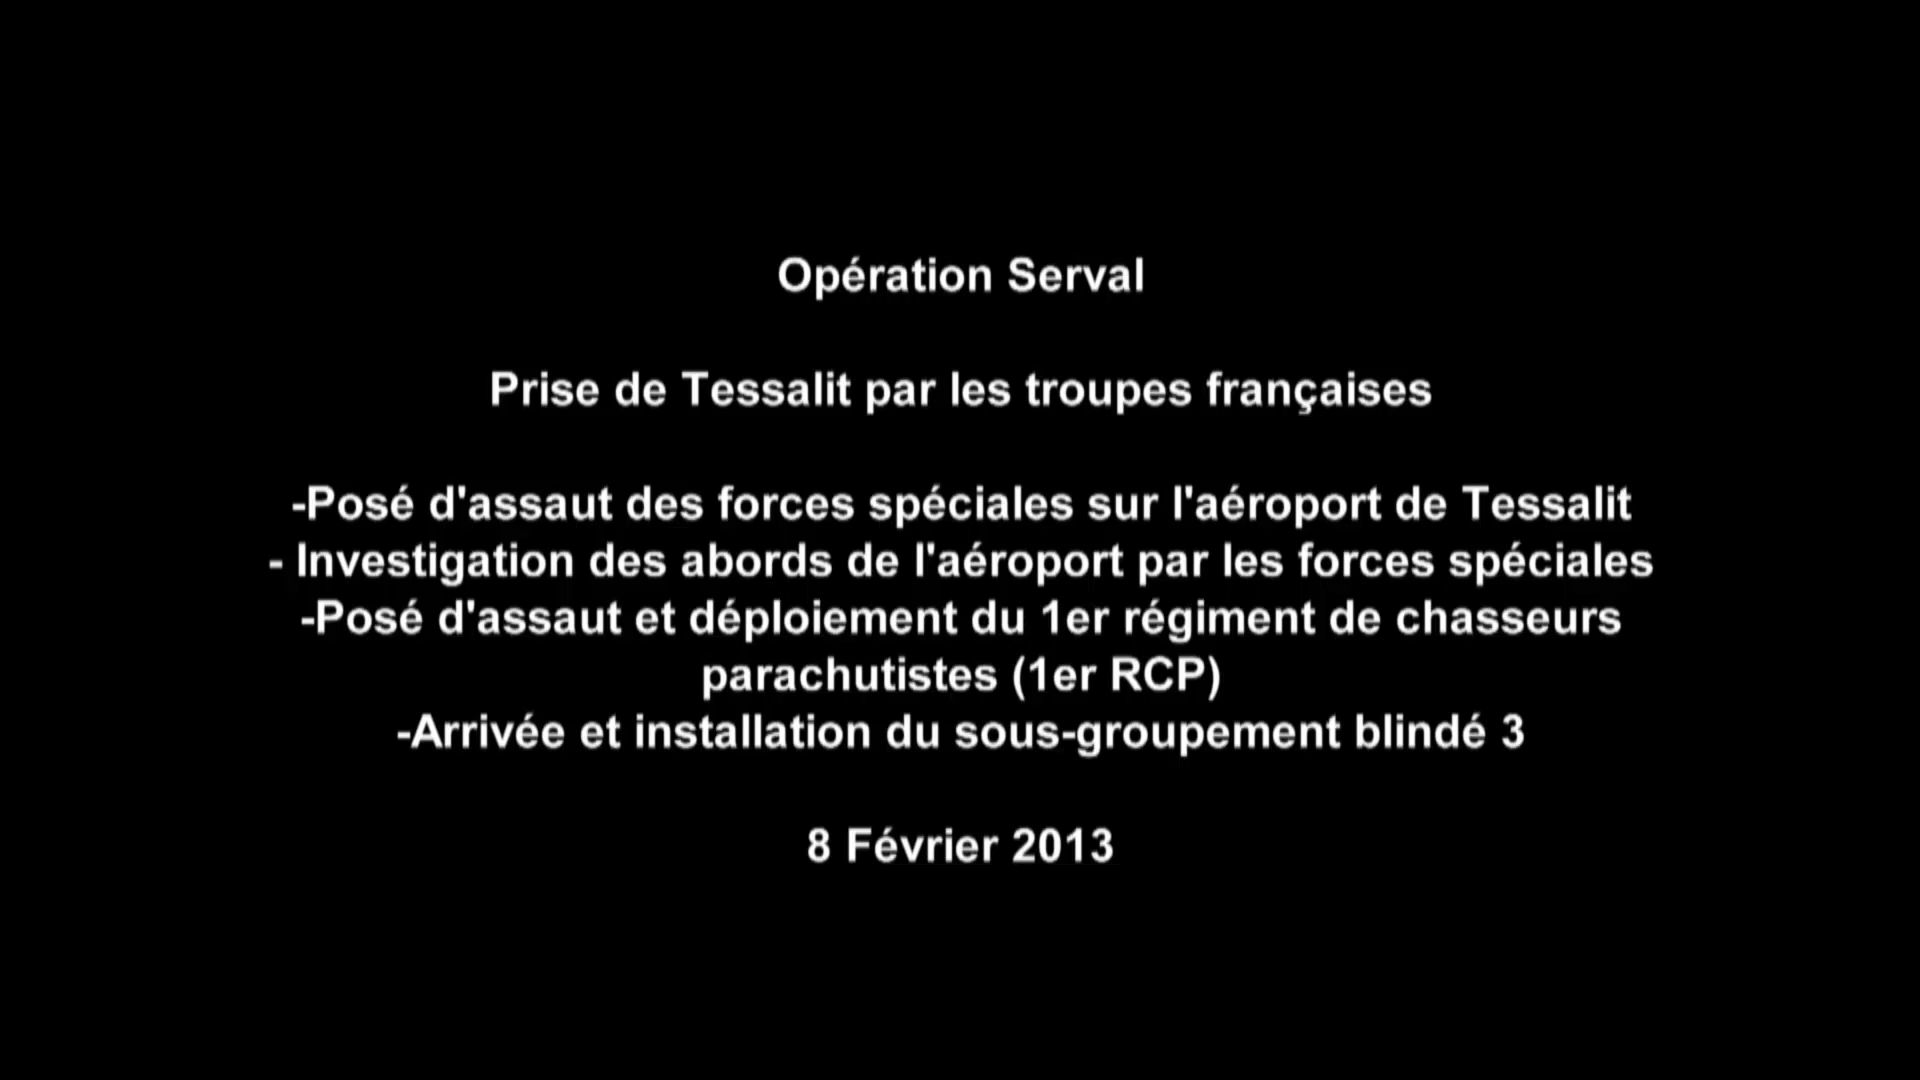 Opération Serval
Prise de Tessalit par les troupes françaises
-Posé d'assaut des forces spéciales sur l'aéroport de Tessalit
- Investigation des abords de l'aéroport par les forces spéciales
-Posé d'assaut et déploiement du 1er régiment de chasseurs
parachutistes (1er RCP)
-Arrivée et installation du sous-groupement blindé 3
8 Février 2013